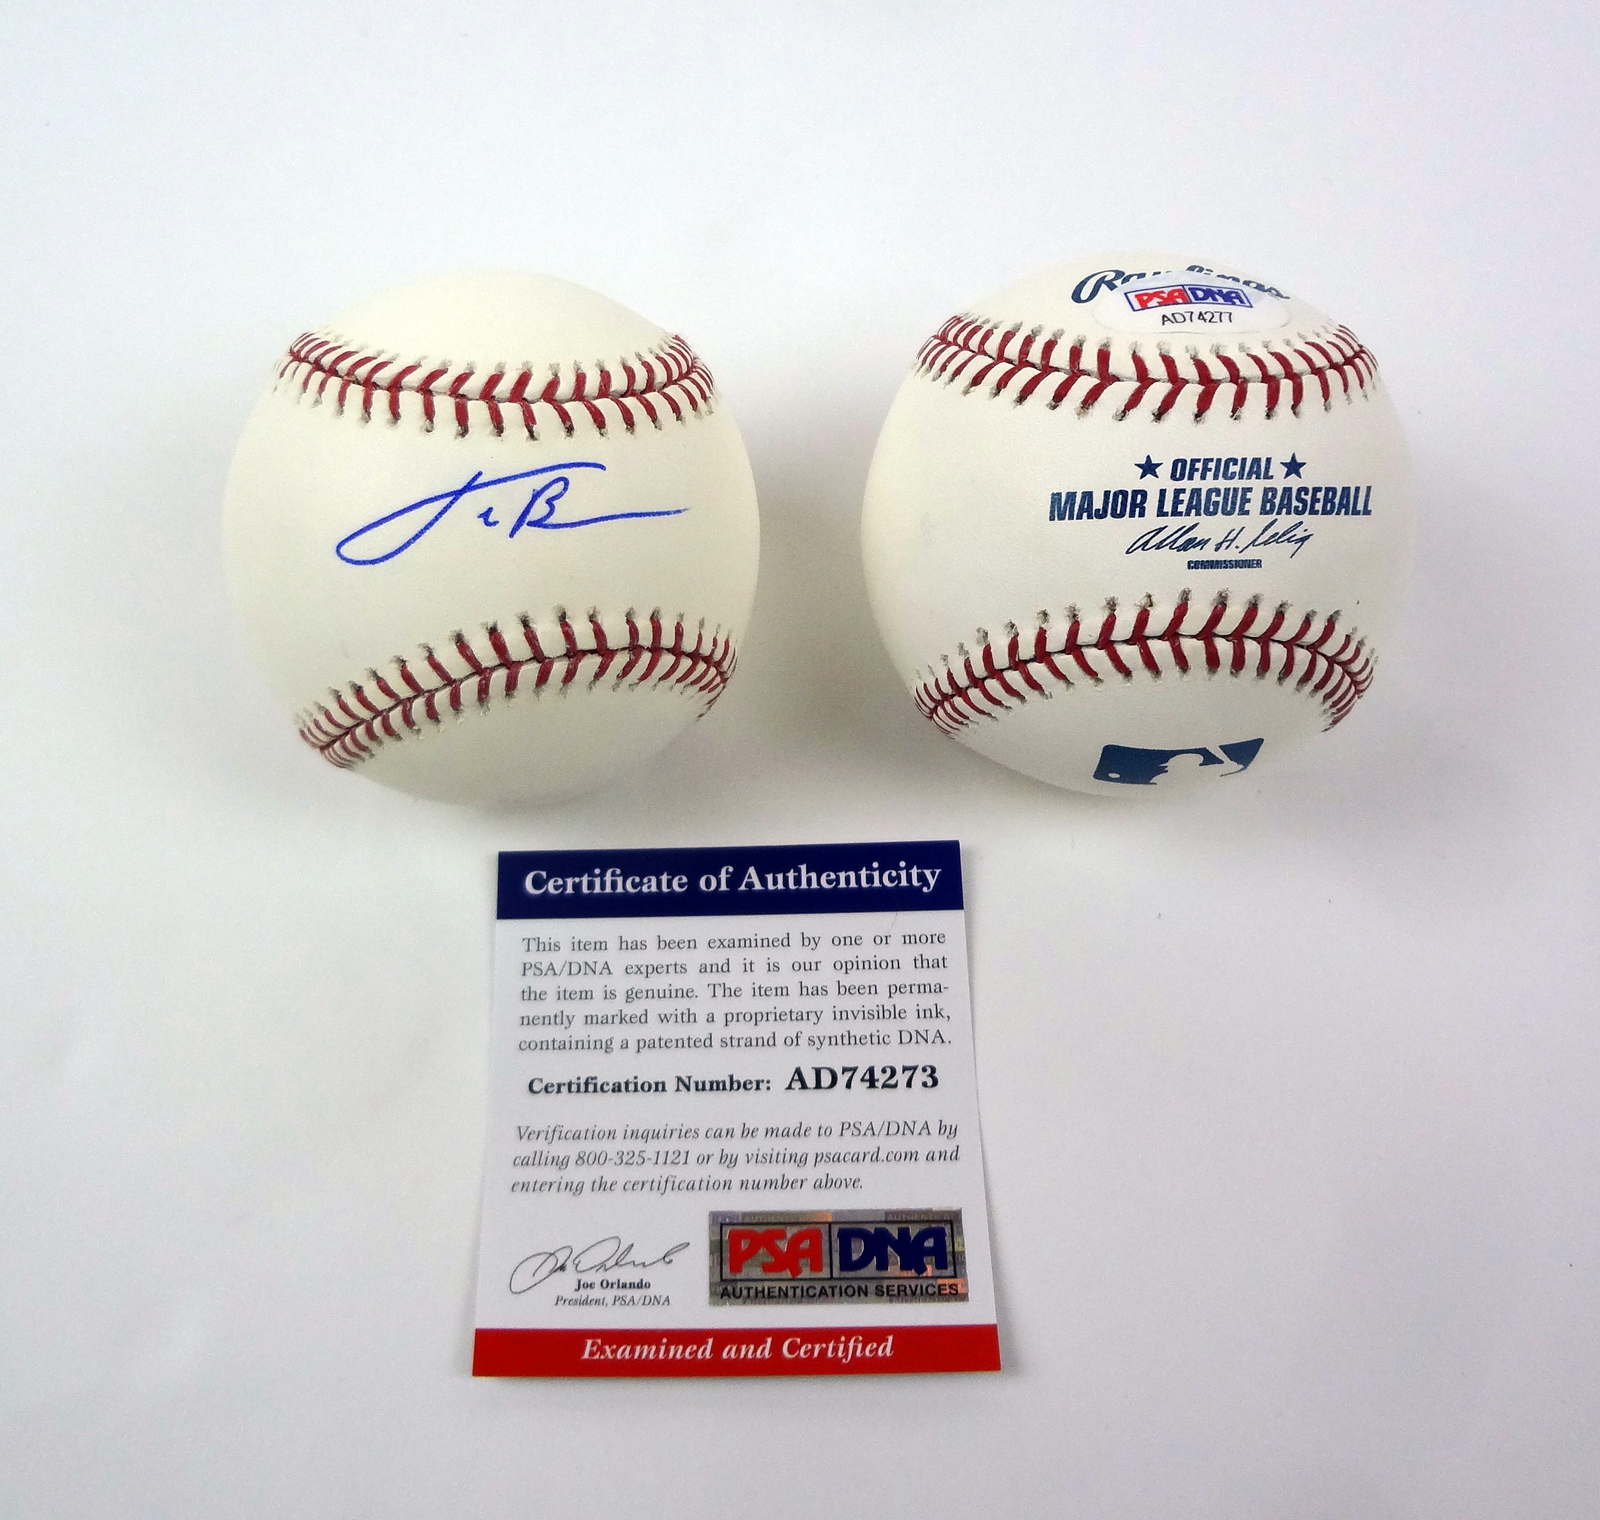 Rawlings
PSA DNA
AD74277
★ OFFICIAL ★
MAJOR LEAGUE BASEBALL
Allan H. Selig
COMMISSIONER
Certificate of Authenticity
This item has been examined by one or more
PSA/DNA experts and it is our opinion that
the item is genuine. The item has been perma-
nently marked with a proprietary invisible ink,
containing a patented strand of synthetic DNA.
Certification Number: AD74273
Verification inquiries can be made to PSA/DNA by
calling 800-325-1121 or by visiting psacard.com and
entering the certification number above.
Joe Orlando
President, PSA/DNA
PSA DNA
AUTHENTICATION SERVICES
Examined and Certified